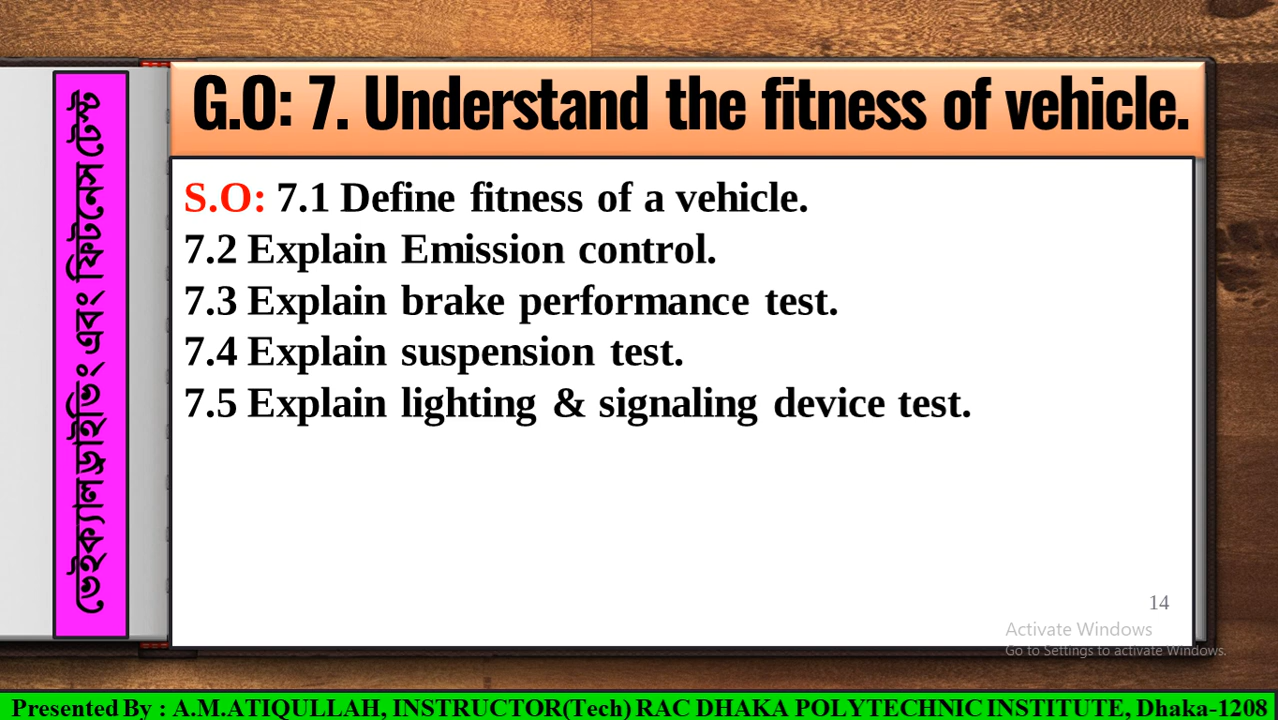 G.O: 7. Understand the fitness of vehicle.
ভেইক্যাল ড্রাইভিং এবং ফিটনেস টেস্ট
S.O: 7.1 Define fitness of a vehicle.
7.2 Explain Emission control.
7.3 Explain brake performance test.
7.4 Explain suspension test.
7.5 Explain lighting & signaling device test.
14
Activate Windows
Go to Settings to activate Windows.
Presented By : A.M.ATIQULLAH, INSTRUCTOR(Tech) RAC DHAKA POLYTECHNIC INSTITUTE, Dhaka-1208